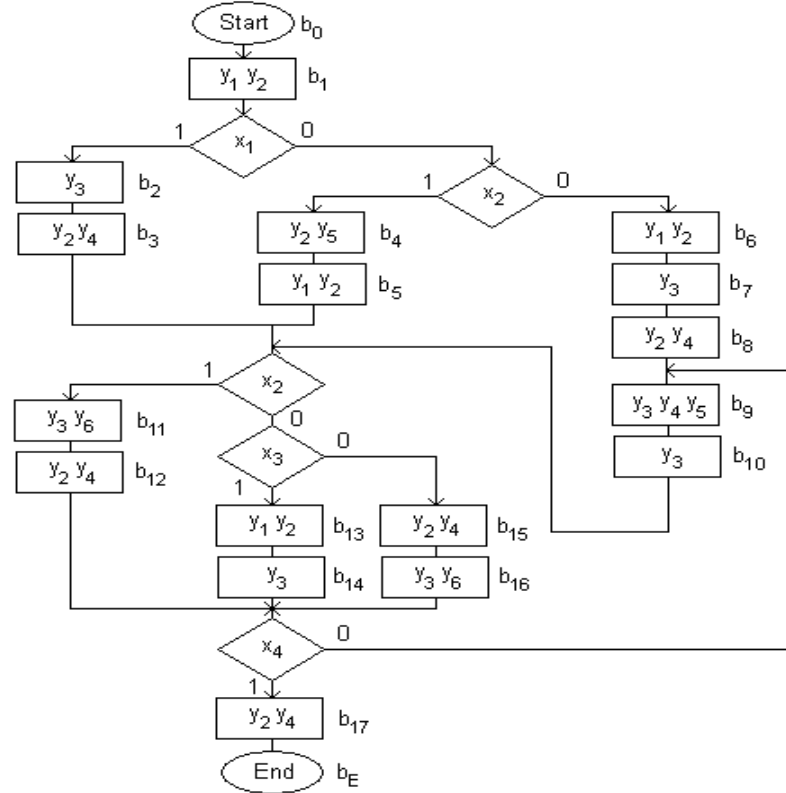 Start b0
y1 y2 b1
1 x1 0
y3 b2 1 x2 0
y2 y4 b3 y2 y5 b4 y1 y2 b6
y1 y2 b5 y3 b7
y2 y4 b8
1 x2
y3 y6 b11 0 y3 y4 y5 b9
y2 y4 b12 x3 0 y3 b10
1
y1 y2 b13 y2 y4 b15
y3 b14 y3 y6 b16
x4 0
1
y2 y4 b17
End bE